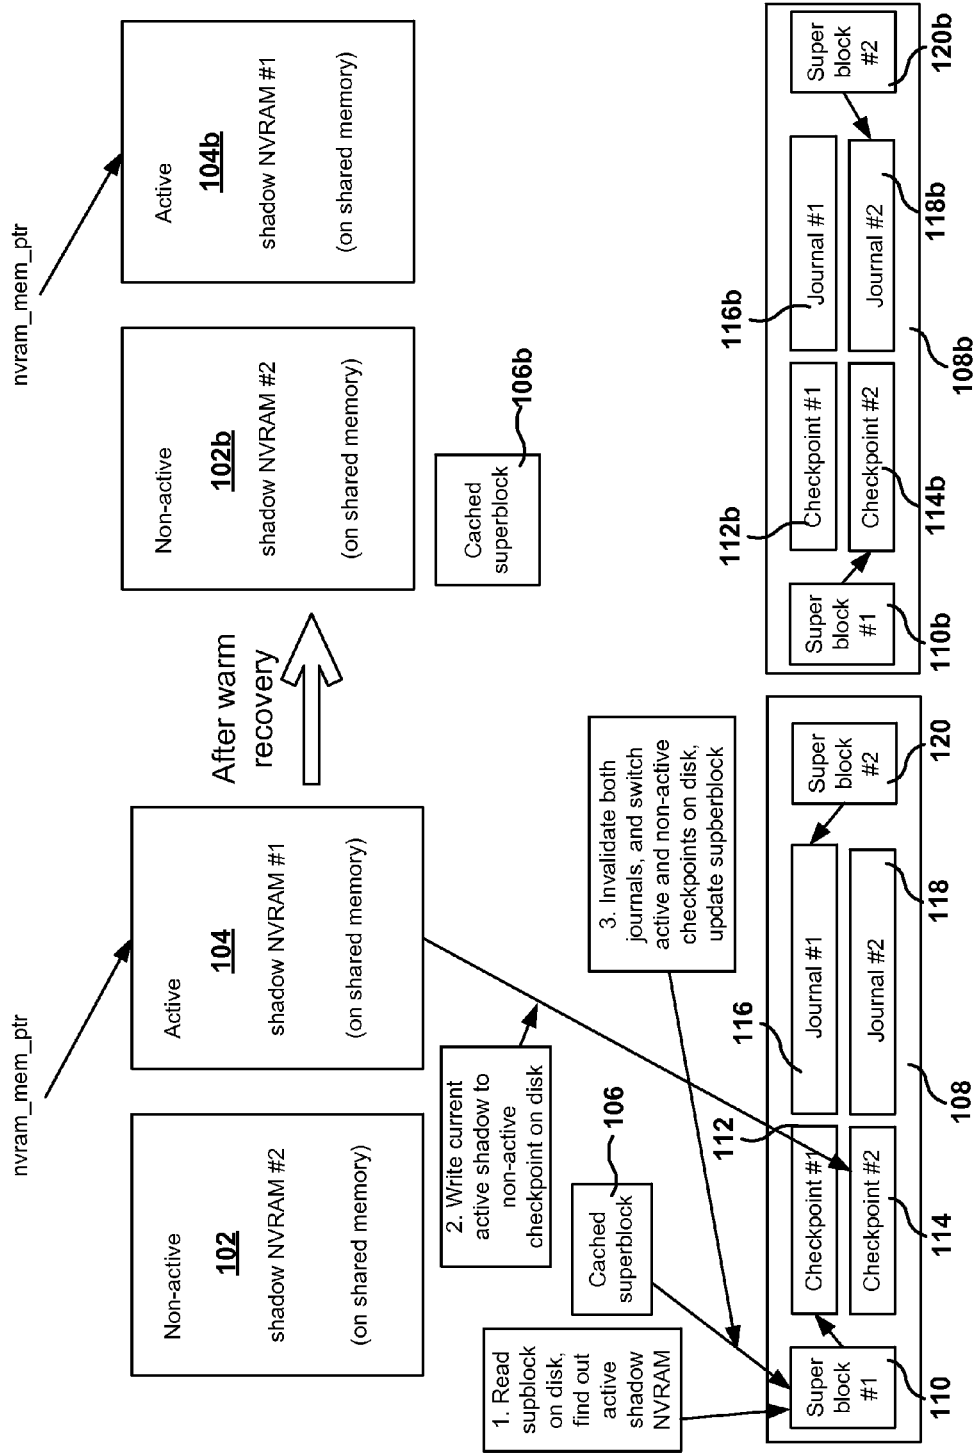 nvram_mem_ptr
Non-active
102
shadow NVRAM #2
(on shared memory)
Active
104
shadow NVRAM #1
(on shared memory)
After warm
recovery
nvram_mem_ptr
Non-active
102b
shadow NVRAM #2
(on shared memory)
Active
104b
shadow NVRAM #1
(on shared memory)
1. Read
supblock
on disk,
find out
active
shadow
NVRAM
Cached
superblock
106
2. Write current
active shadow to
non-active
checkpoint on disk
3. Invalidate both
journals, and switch
active and non-active
checkpoints on disk,
update supberblock
Cached
superblock
106b
Super
block
#1
110
Checkpoint #1
112
Checkpoint #2
114
Journal #1
116
Journal #2
118
Super
block
#2
120
108
Super
block
#1
110b
Checkpoint #1
112b
Checkpoint #2
114b
Journal #1
116b
Journal #2
118b
Super
block
#2
120b
108b